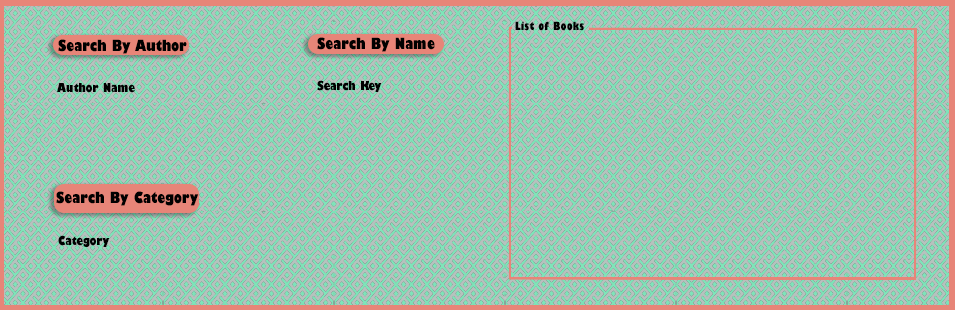 Search By Author
Author Name
Search By Name
Search Key
Search By Category
Category
List of Books